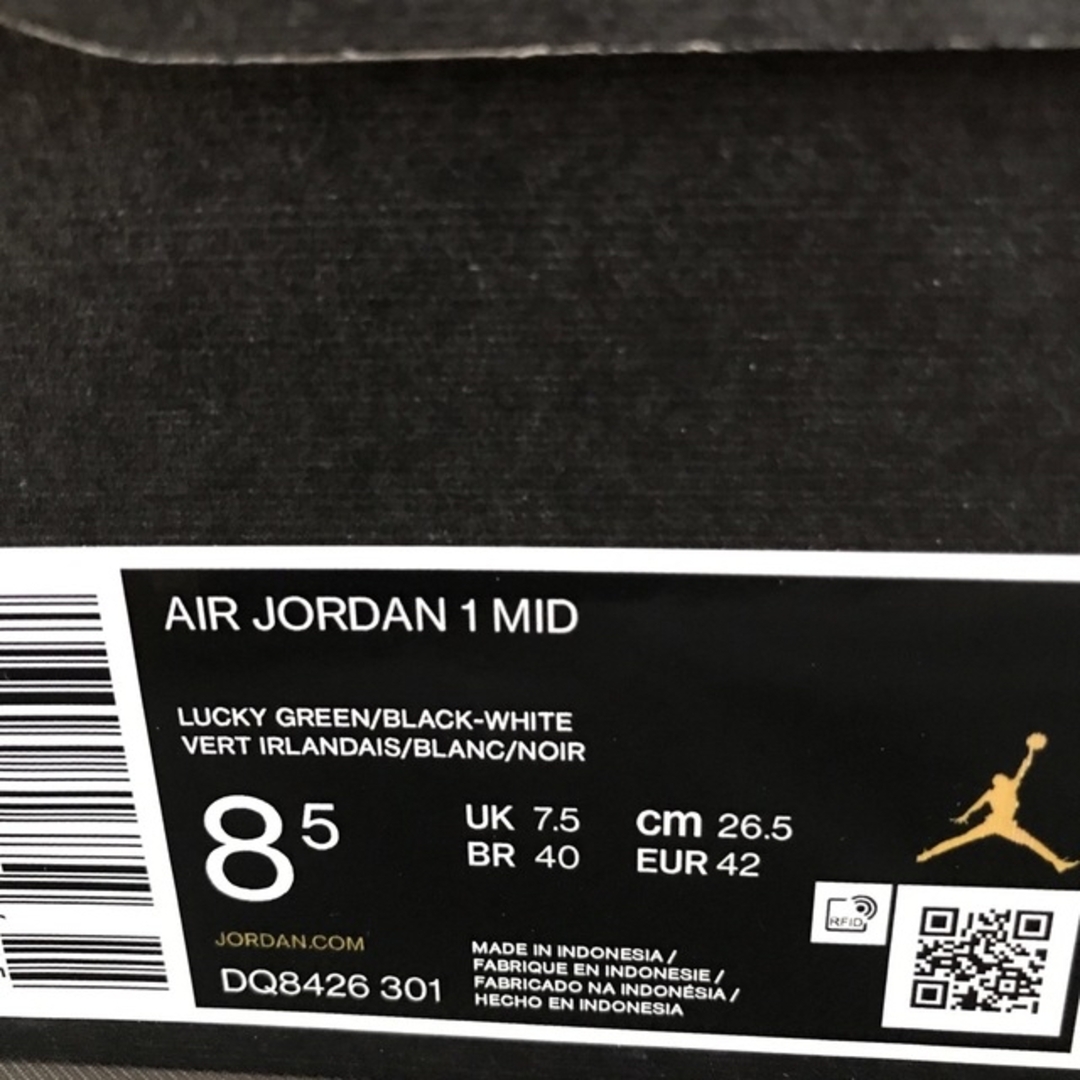 AIR JORDAN 1 MID
LUCKY GREEN/BLACK-WHITE
VERT IRLANDAIS/BLANC/NOIR
8 5
UK 7.5
cm 26.5
BR 40
EUR 42
RFID
JORDAN.COM
DQ8426 301
MADE IN INDONESIA /
FABRIQUE EN INDONESIE /
FABRICADO NA INDONÉSIA /
HECHO EN INDONESIA